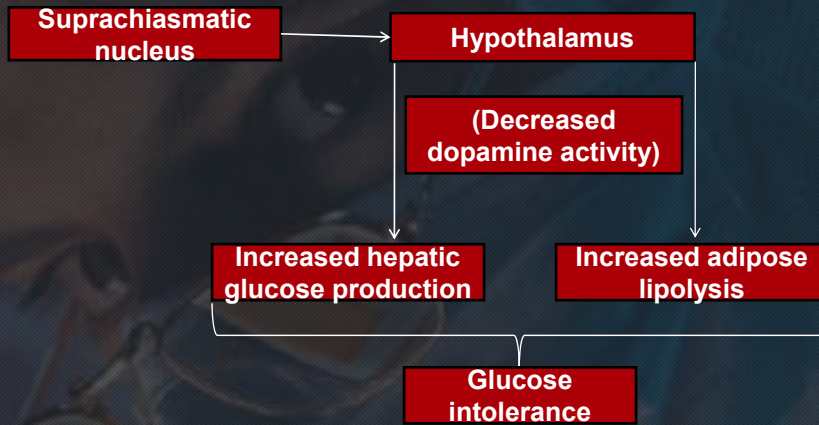 Suprachiasmatic
nucleus
Hypothalamus
(Decreased
dopamine activity)
Increased hepatic
glucose production
Increased adipose
lipolysis
Glucose
intolerance